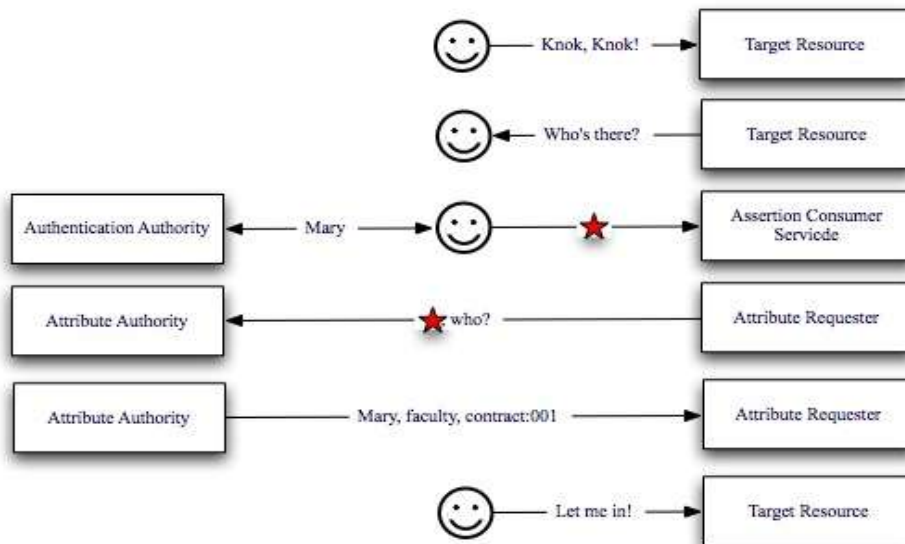 Knok, Knok!
Target Resource
Who's there?
Target Resource
Authentication Authority
Mary
Assertion Consumer
Servicde
Attribute Authority
who?
Attribute Requester
Attribute Authority
Mary, faculty, contract:001
Attribute Requester
Let me in!
Target Resource